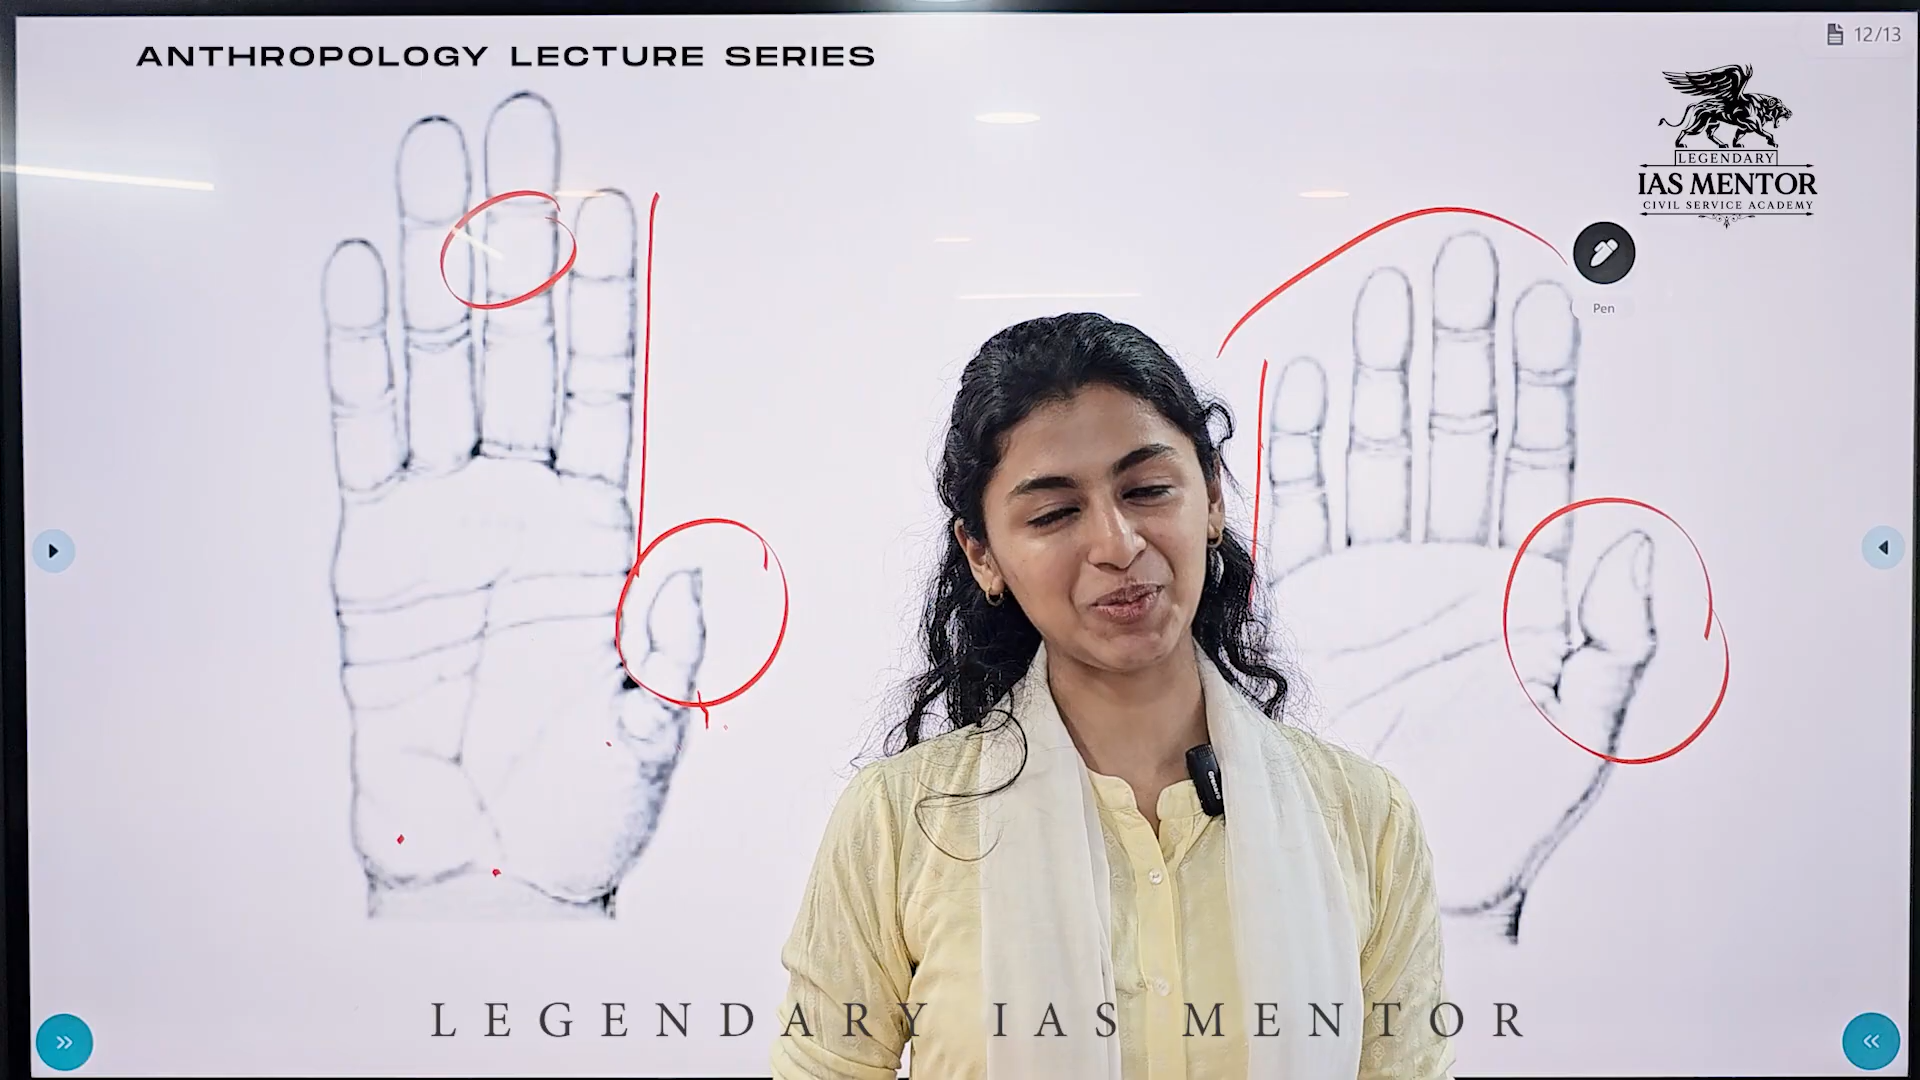 ANTHROPOLOGY LECTURE SERIES
12/13
LEGENDARY
IAS MENTOR
CIVIL SERVICE ACADEMY
Pen
LEGENDARY IAS MENTOR